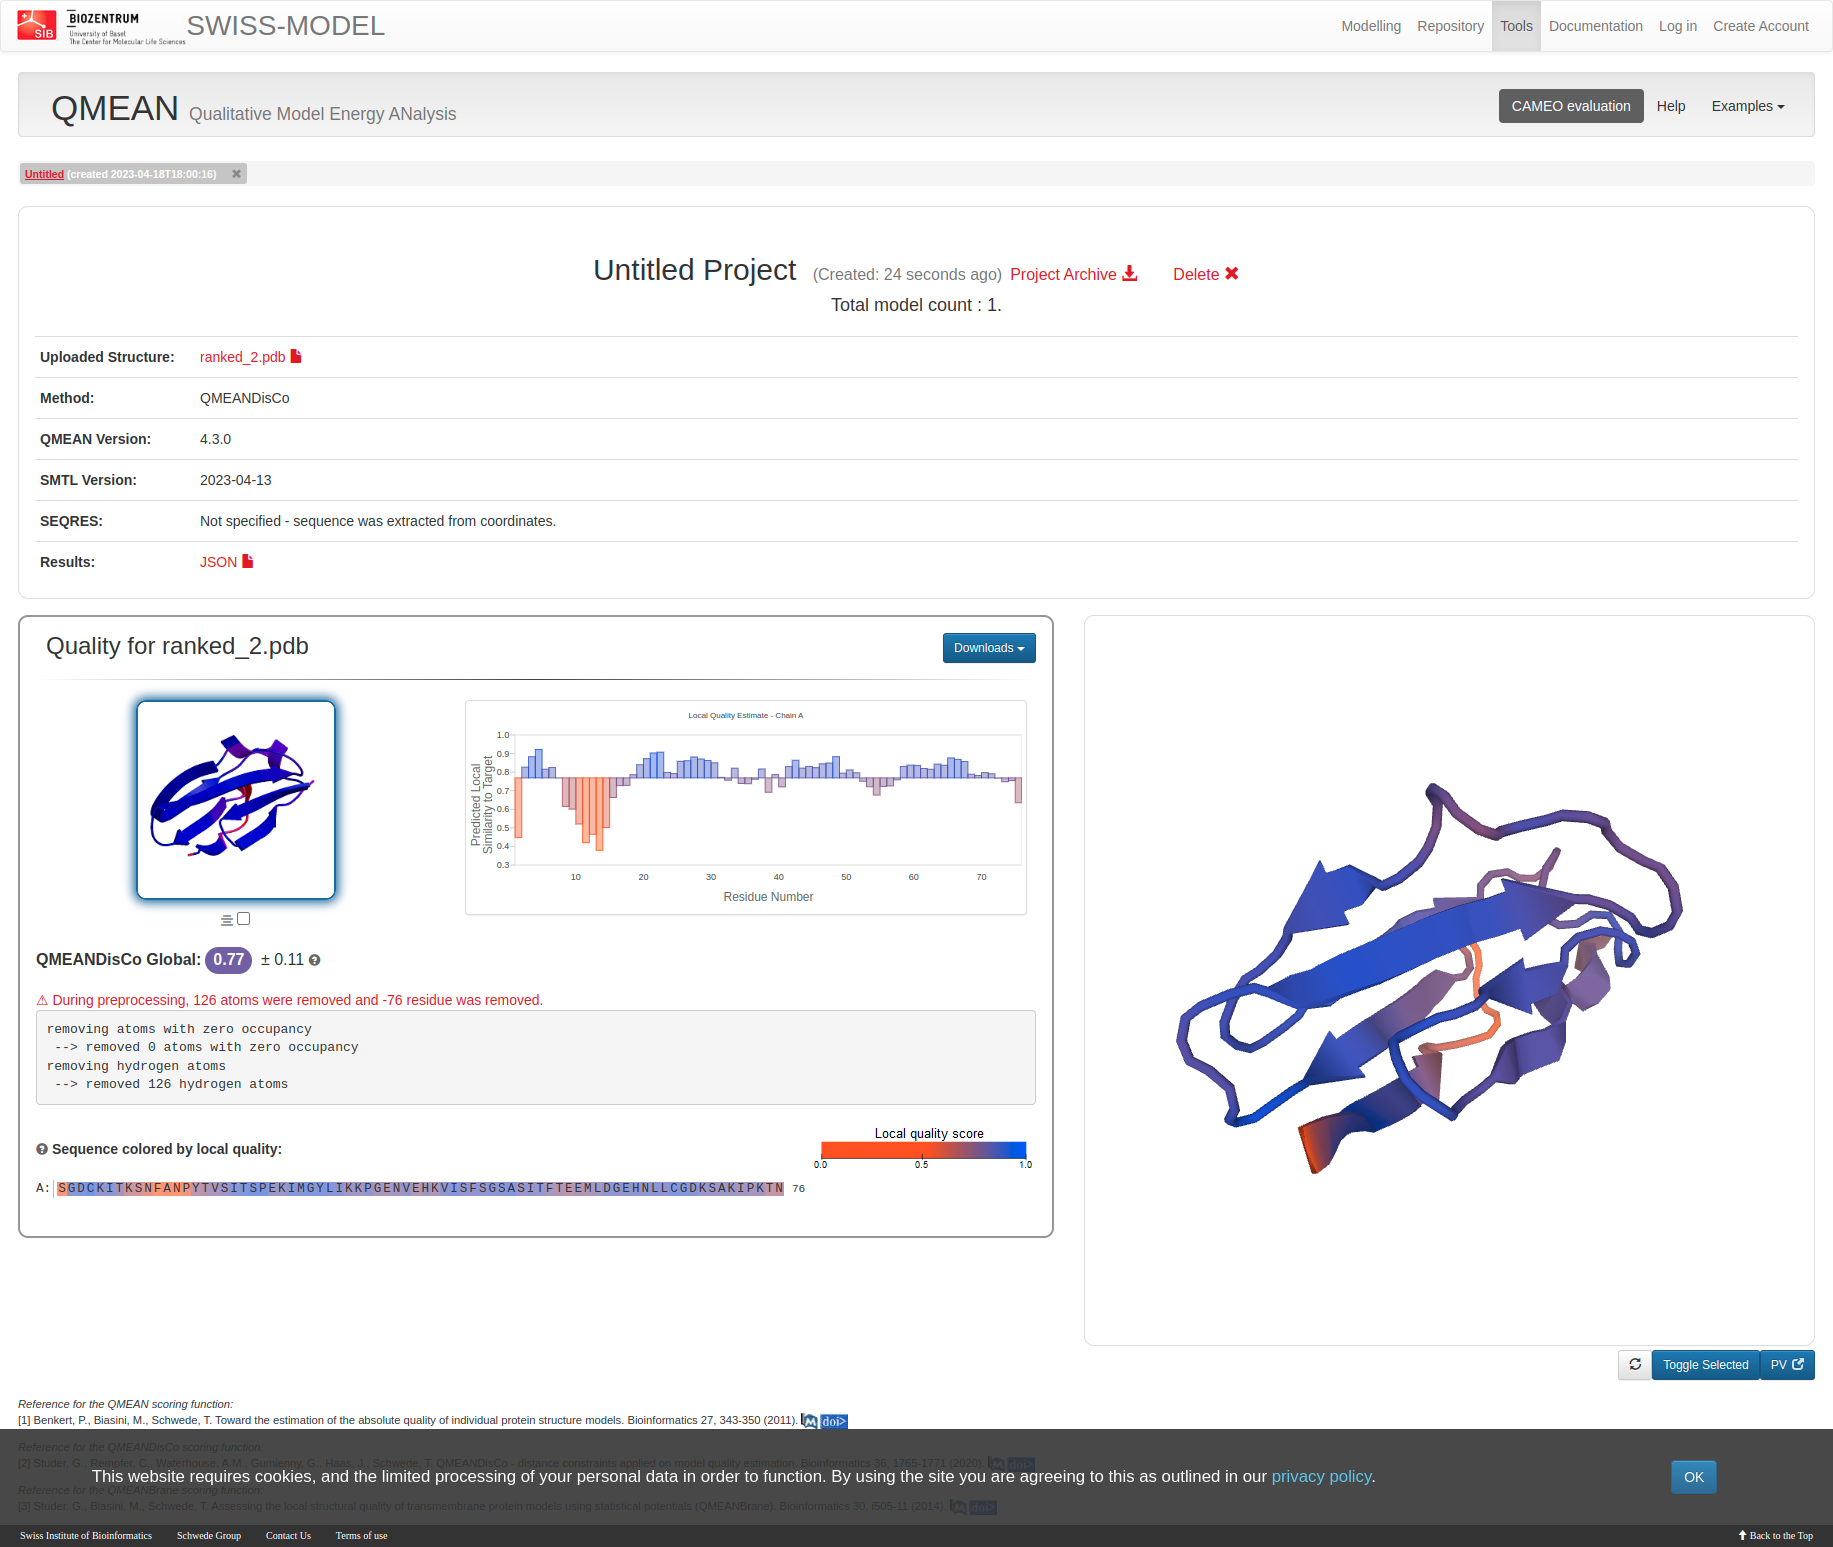 SIB
BIOZENTRUM
University of Basel
The Center for Molecular Life Sciences
SWISS-MODEL
Modelling Repository Tools Documentation Log in Create Account
QMEAN Qualitative Model Energy ANalysis
CAMEO evaluation Help Examples
Untitled (created 2023-04-18T18:00:16) ✖
Untitled Project (Created: 24 seconds ago) Project Archive Delete ✖
Total model count : 1.
Uploaded Structure: ranked_2.pdb
Method: QMEANDisCo
QMEAN Version: 4.3.0
SMTL Version: 2023-04-13
SEQRES: Not specified - sequence was extracted from coordinates.
Results: JSON
Quality for ranked_2.pdb
Downloads
Local Quality Estimate - Chain A
Predicted Local
Similarity to Target
1.0
0.9
0.8
0.7
0.6
0.5
0.4
0.3
10 20 30 40 50 60 70
Residue Number
QMEANDisCo Global: 0.77 ± 0.11
⚠ During preprocessing, 126 atoms were removed and -76 residue was removed.
removing atoms with zero occupancy
--> removed 0 atoms with zero occupancy
removing hydrogen atoms
--> removed 126 hydrogen atoms
Sequence colored by local quality:
Local quality score
0.0 0.5 1.0
A: SGDCKITKSNFANPYTVSITSPEKIMGYLIKKPGENVEHKVISFSGSASITFTEEMLDGEHNLLCGDKSAKIPKTN 76
Toggle Selected
PV
Reference for the QMEAN scoring function:
[1] Benkert, P., Biasini, M., Schwede, T. Toward the estimation of the absolute quality of individual protein structure models. Bioinformatics 27, 343-350 (2011). M doi>
Reference for the QMEANDisCo scoring function:
[2] Studer, G., Rempfer, C., Waterhouse, A.M., Gumienny, G., Haas, J., Schwede, T. QMEANDisCo - distance constraints applied on model quality estimation. Bioinformatics 36, 1765-1771 (2020). M doi>
This website requires cookies, and the limited processing of your personal data in order to function. By using the site you are agreeing to this as outlined in our privacy policy.
OK
Reference for the QMEANBrane scoring function:
[3] Studer, G., Biasini, M., Schwede, T. Assessing the local structural quality of transmembrane protein models using statistical potentials (QMEANBrane). Bioinformatics 30, i505-11 (2014). M doi>
Swiss Institute of Bioinformatics Schwede Group Contact Us Terms of use
Back to the Top